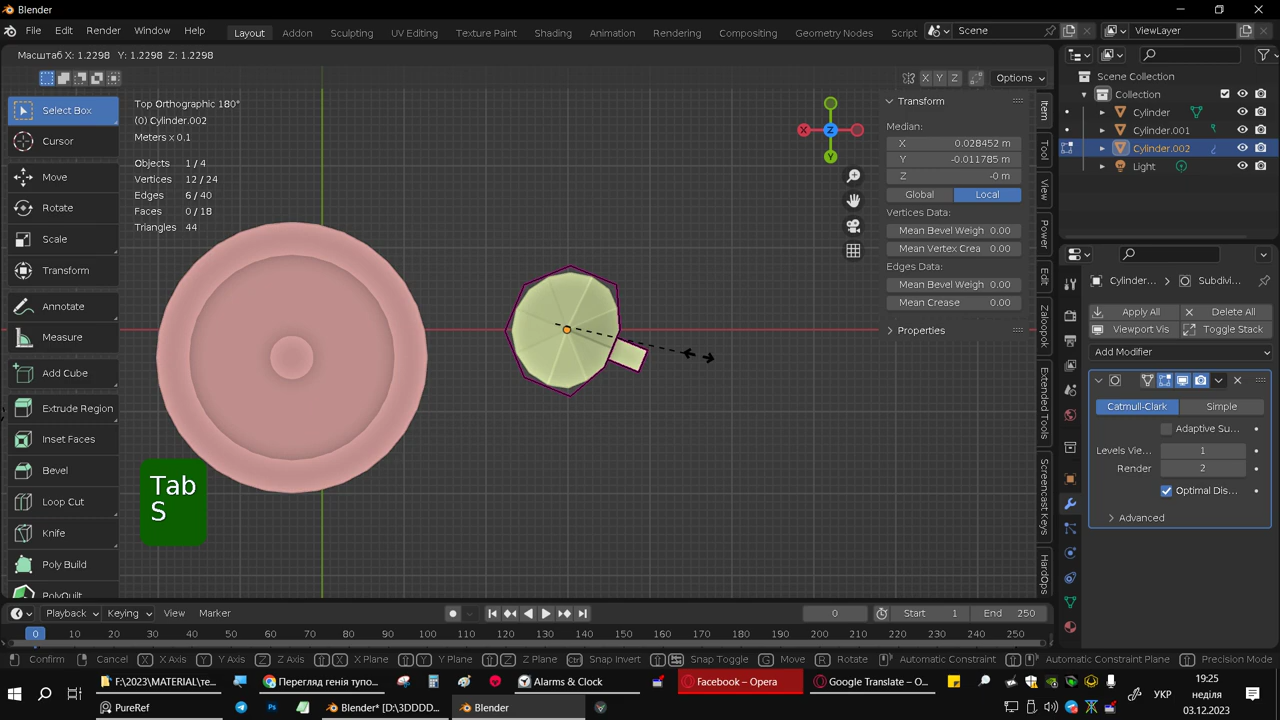 Blender
File Edit Render Window Help Layout Addon Sculpting UV Editing Texture Paint Shading Animation Rendering Compositing Geometry Nodes Script Scene ViewLayer
Масштаб X: 1.2298 Y: 1.2298 Z: 1.2298
X Y Z Options
Select Box
Cursor
Move
Rotate
Scale
Transform
Annotate
Measure
Add Cube
Extrude Region
Inset Faces
Bevel
Loop Cut
Knife
Poly Build
PolyQuilt
Top Orthographic 180°
(0) Cylinder.002
Meters x 0.1
Objects 1 / 4
Vertices 12 / 24
Edges 6 / 40
Faces 0 / 18
Triangles 44
Tab
S
X Z Y
Transform
Median:
X 0.028452 m
Y -0.011785 m
Z -0 m
Global Local
Vertices Data:
Mean Bevel Weigh 0.00
Mean Vertex Crea 0.00
Edges Data:
Mean Bevel Weigh 0.00
Mean Crease 0.00
Properties
Item
Tool
View
Power
Edit
Zaloopok
Extended Tools
Screencast Keys
HardOps
Scene Collection
Collection
Cylinder
Cylinder.001
Cylinder.002
Light
Cylinder... Subdivi...
Apply All Delete All
Viewport Vis Toggle Stack
Add Modifier
Catmull-Clark Simple
Adaptive Su...
Levels Vie... 1
Render 2
Optimal Dis...
Advanced
Playback Keying View Marker 0 Start 1 End 250
0 10 20 30 40 50 60 70 80 90 100 110 120 130 140 150 160 170 180 190 200 210 220 230 240 250
Confirm Cancel X X Axis Y Y Axis Z Z Axis X X Plane Y Y Plane Z Z Plane Ctrl Snap Invert Snap Toggle G Move R Rotate Automatic Constraint Automatic Constraint Plane Precision Mode
F:\2023\MATERIAL\те... Перегляд генія тупо... Alarms & Clock Facebook – Opera Google Translate – O...
PureRef Blender* [D:\3DDDD... Blender
УКР
19:25
неділя
03.12.2023